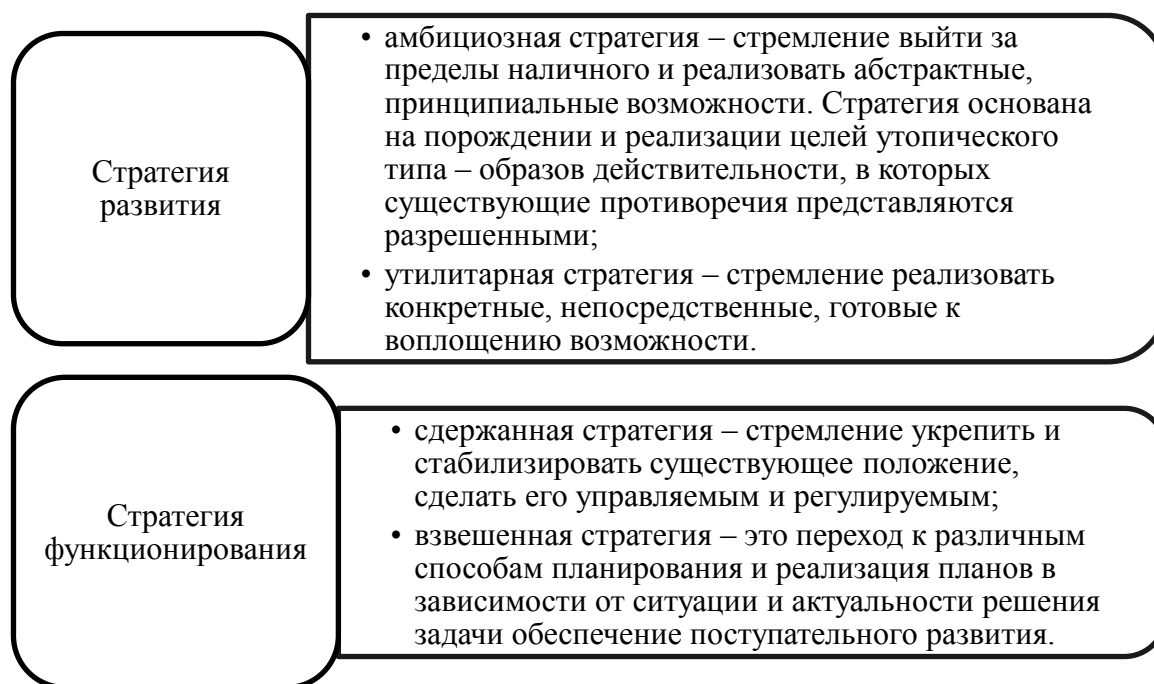 Стратегия
развития
• амбициозная стратегия – стремление выйти за
пределы наличного и реализовать абстрактные,
принципиальные возможности. Стратегия основана
на порождении и реализации целей утопического
типа – образов действительности, в которых
существующие противоречия представляются
разрешенными;
• утилитарная стратегия – стремление реализовать
конкретные, непосредственные, готовые к
воплощению возможности.
Стратегия
функционирования
• сдержанная стратегия – стремление укрепить и
стабилизировать существующее положение,
сделать его управляемым и регулируемым;
• взвешенная стратегия – это переход к различным
способам планирования и реализация планов в
зависимости от ситуации и актуальности решения
задачи обеспечение поступательного развития.